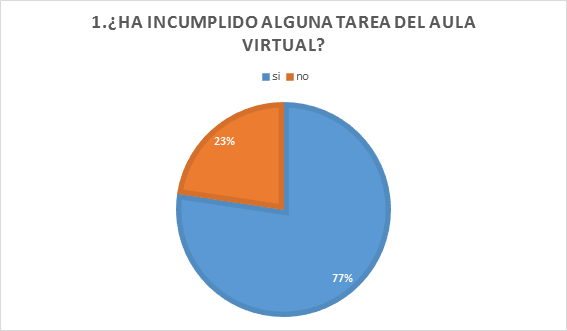 1.¿HA INCUMPLIDO ALGUNA TAREA DEL AULA
VIRTUAL?
si no
23%
77%